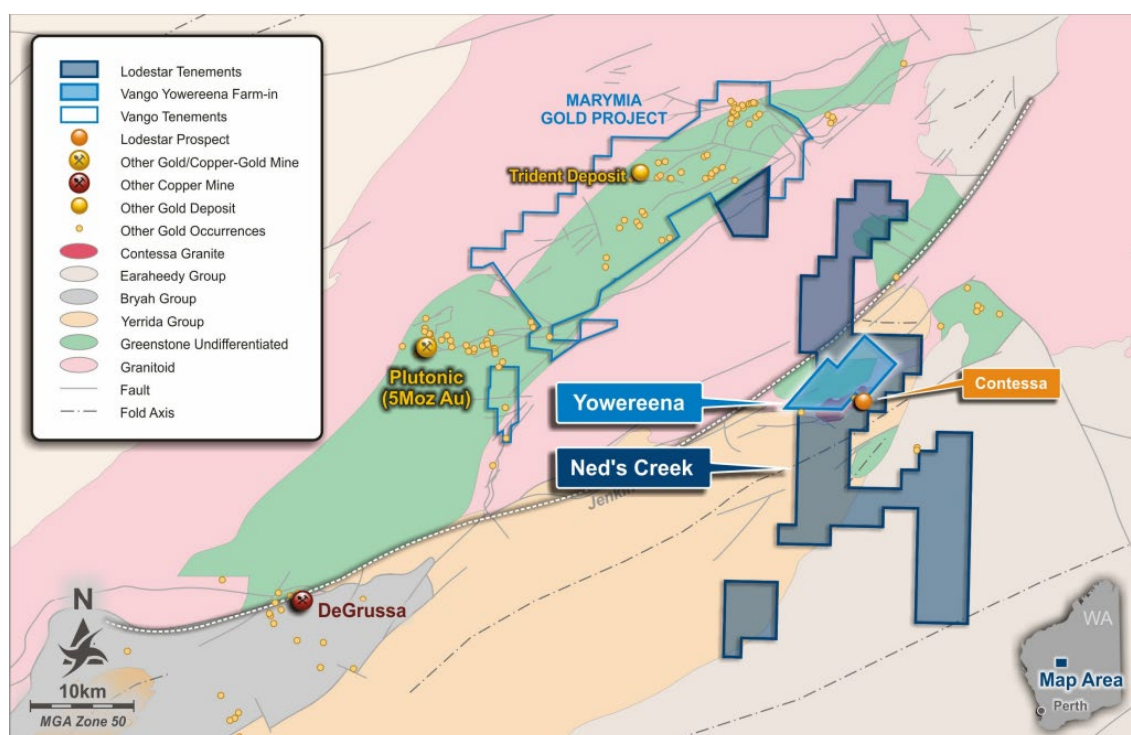 Lodestar Tenements
Vango Yowereena Farm-in
Vango Tenements
Lodestar Prospect
Other Gold/Copper-Gold Mine
Other Copper Mine
Other Gold Deposit
Other Gold Occurrences
Contessa Granite
Earaheedy Group
Bryah Group
Yerrida Group
Greenstone Undifferentiated
Granitoid
Fault
Fold Axis
MARYMIA
GOLD PROJECT
Trident Deposit
Plutonic
(5Moz Au)
Yowereena
Contessa
Ned's Creek
DeGrussa
N
10km
MGA Zone 50
WA
Map Area
Perth